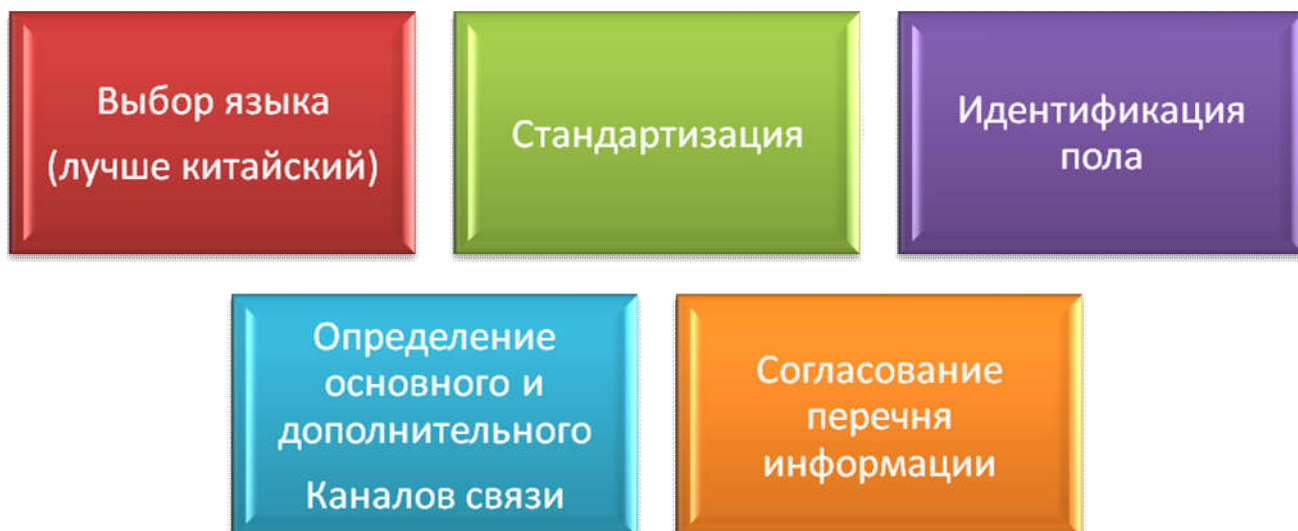 Выбор языка
(лучше китайский)
Стандартизация
Идентификация
пола
Определение
основного и
дополнительного
Каналов связи
Согласование
перечня
информации